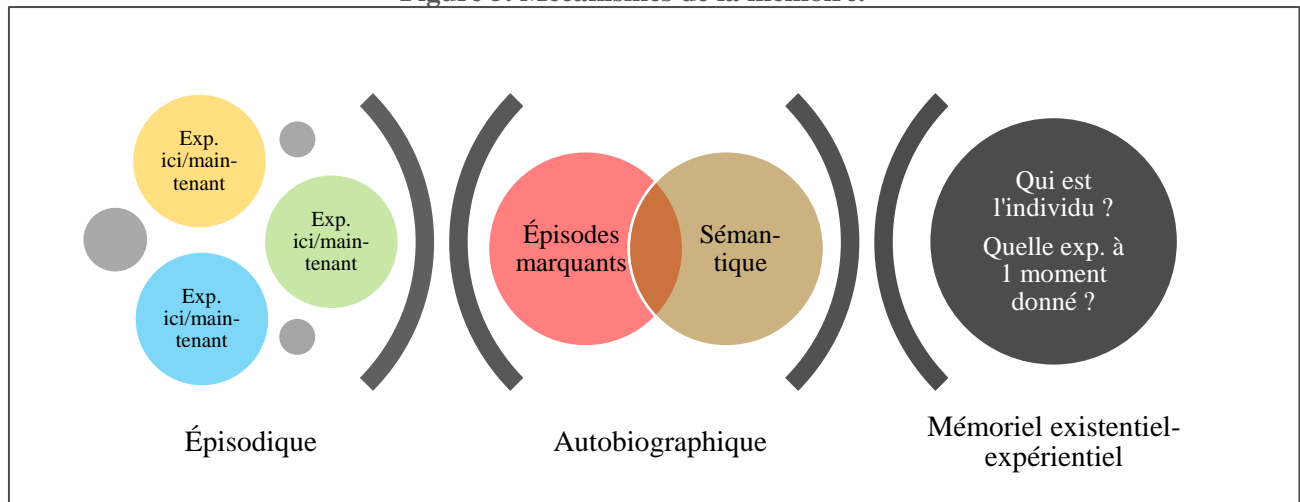 Exp.
ici/main-
tenant
Exp.
ici/main-
tenant
Exp.
ici/main-
tenant
Épisodique
Épisodes
marquants
Séman-
tique
Autobiographique
Qui est
l'individu ?
Quelle exp. à
1 moment
donné ?
Mémoriel existentiel-
expérientiel